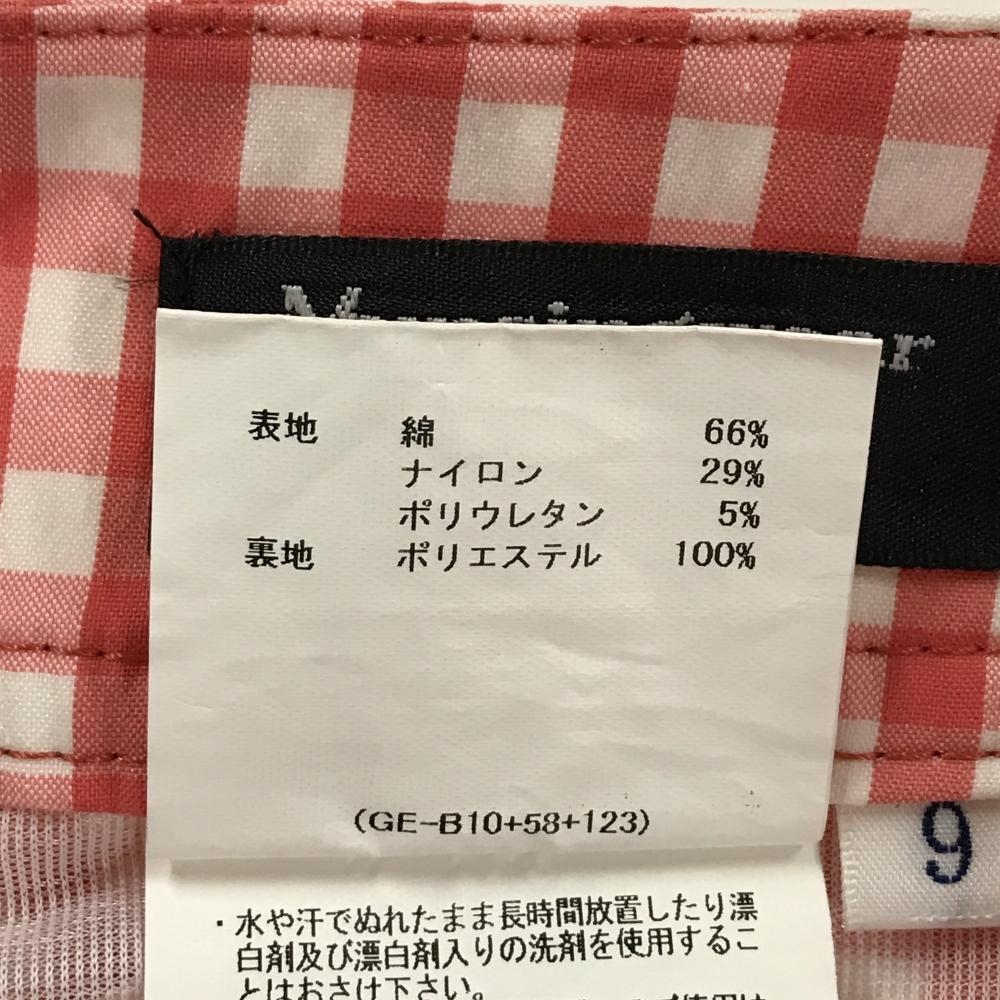 表地 綿 66%
ナイロン 29%
ポリウレタン 5%
裏地 ポリエステル 100%
(GE-B10+58+123)
9
・水や汗でぬれたまま長時間放置したり漂
白剤及び漂白剤入りの洗剤を使用するこ
とはおさけ下さい。